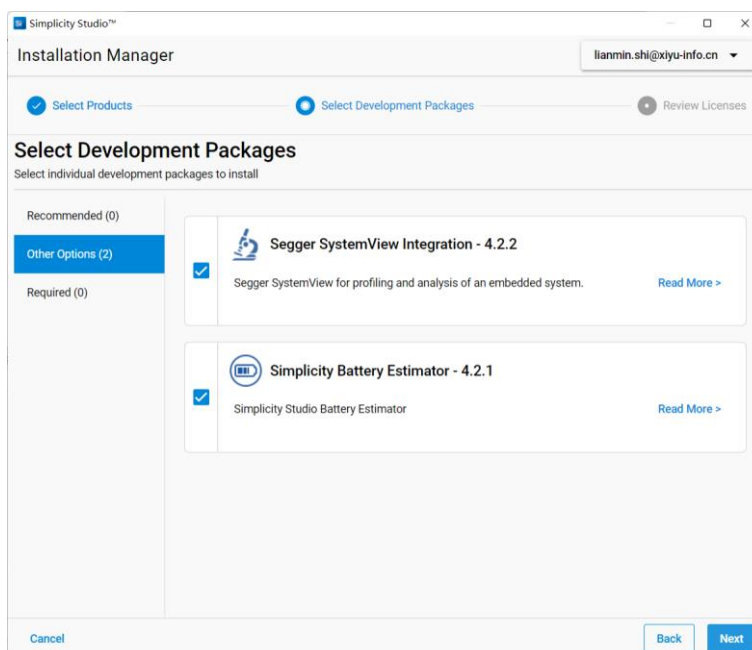 Simplicity Studio™
Installation Manager
lianmin.shi@xiyu-info.cn
Select Products
Select Development Packages
Review Licenses
Select Development Packages
Select individual development packages to install
Recommended (0)
Other Options (2)
Required (0)
Segger SystemView Integration - 4.2.2
Segger SystemView for profiling and analysis of an embedded system.
Read More >
Simplicity Battery Estimator - 4.2.1
Simplicity Studio Battery Estimator
Read More >
Cancel
Back
Next